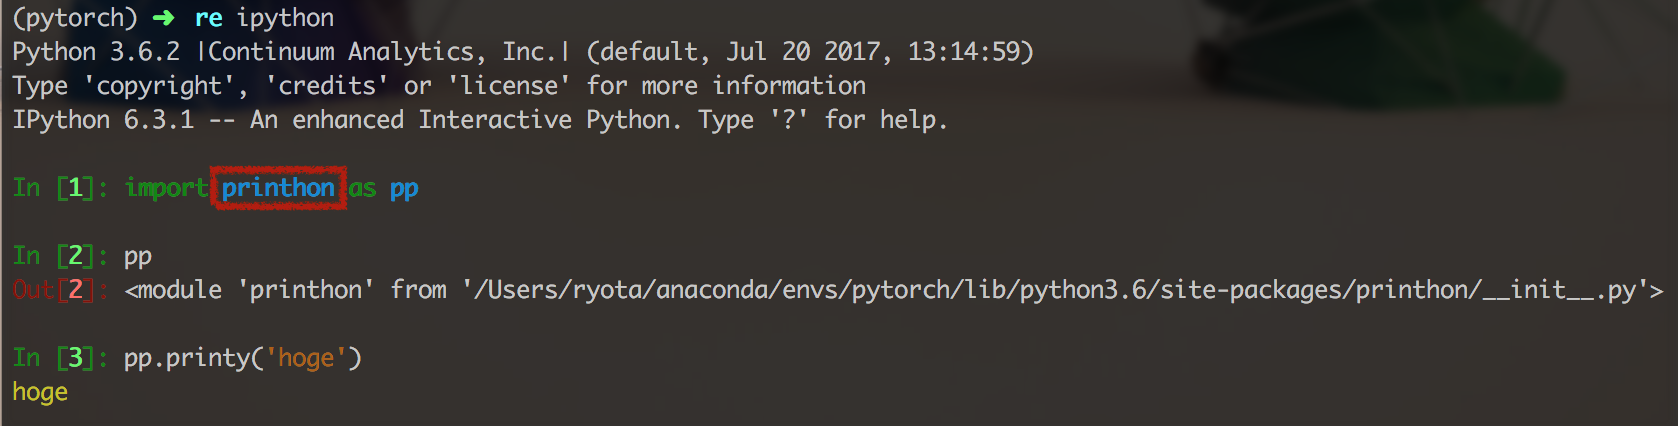 (pytorch) ➜ re ipython
Python 3.6.2 |Continuum Analytics, Inc.| (default, Jul 20 2017, 13:14:59)
Type 'copyright', 'credits' or 'license' for more information
IPython 6.3.1 -- An enhanced Interactive Python. Type '?' for help.
In [1]: import printhon as pp
In [2]: pp
Out[2]: <module 'printhon' from '/Users/ryota/anaconda/envs/pytorch/lib/python3.6/site-packages/printhon/__init__.py'>
In [3]: pp.printy('hoge')
hoge